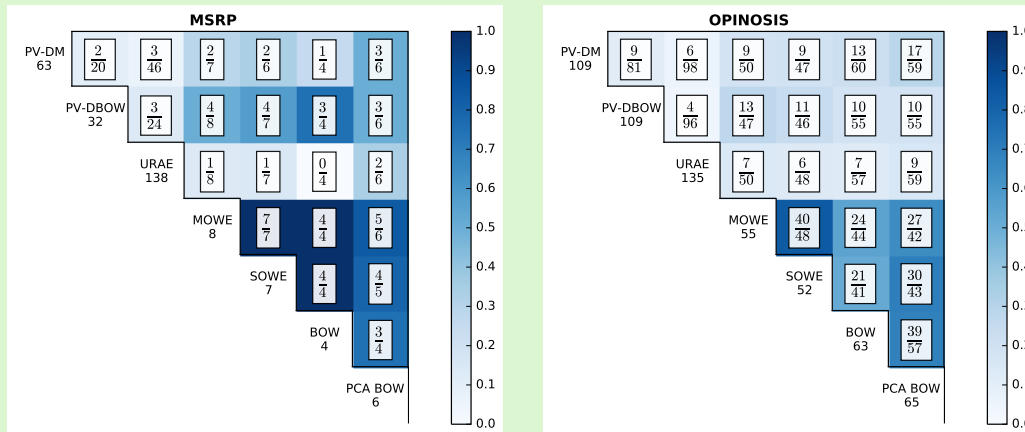 MSRP
PV-DM
63
2/20 3/46 2/7 2/6 1/4 3/6
PV-DBOW
32
3/24 4/8 4/7 3/4 3/6
URAE
138
1/8 1/7 0/4 2/6
MOWE
8
7/7 4/4 5/6
SOWE
7
4/4 4/5
BOW
4
3/4
PCA BOW
6
1.0
0.9
0.8
0.7
0.6
0.5
0.4
0.3
0.2
0.1
0.0
OPINOSIS
PV-DM
109
9/81 6/98 9/50 9/47 13/60 17/59
PV-DBOW
109
4/96 13/47 11/46 10/55 10/55
URAE
135
7/50 6/48 7/57 9/59
MOWE
55
40/48 24/44 27/42
SOWE
52
21/41 30/43
BOW
63
39/57
PCA BOW
65